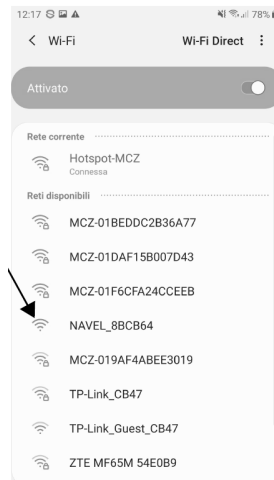 12:17 78%
Wi-Fi Wi-Fi Direct
Attivato
Rete corrente
Hotspot-MCZ
Connessa
Reti disponibili
MCZ-01BEDDC2B36A77
MCZ-01DAF15B007D43
MCZ-01F6CFA24CCEEB
NAVEL_8BCB64
MCZ-019AF4ABEE3019
TP-Link_CB47
TP-Link_Guest_CB47
ZTE MF65M 54E0B9